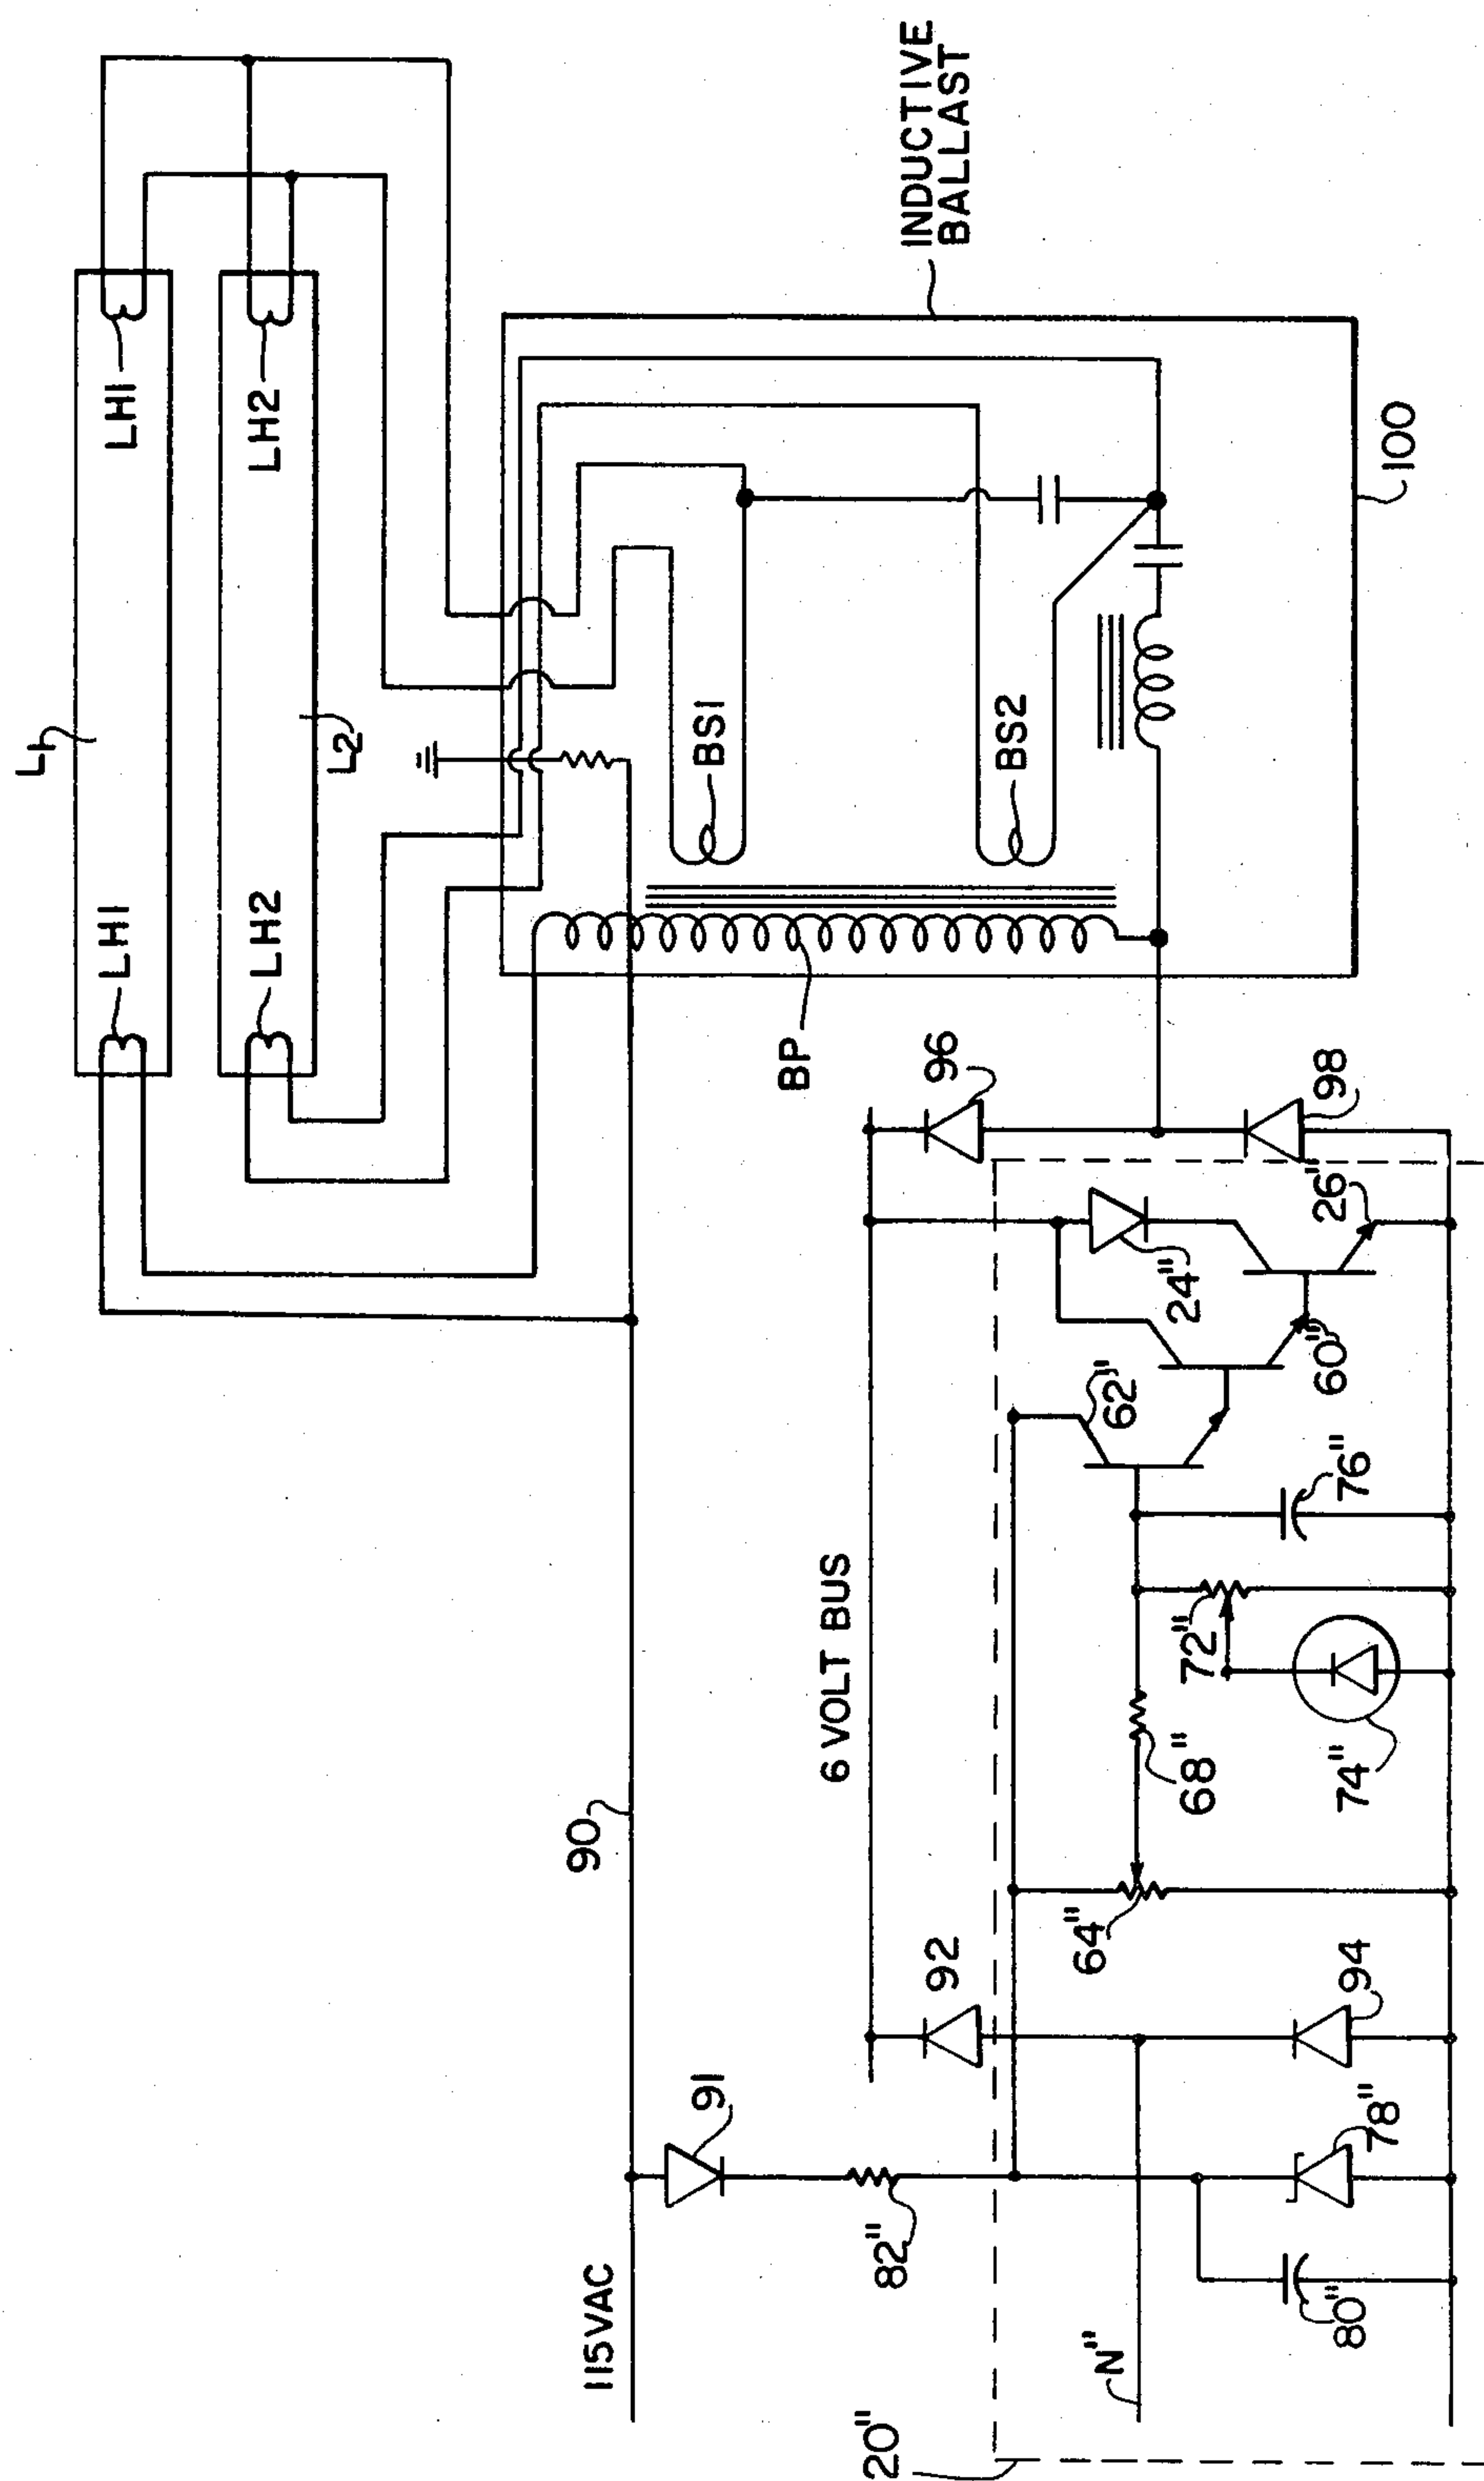 L1
LH1
LH1
LH2
LH2
L2
INDUCTIVE
BALLAST
BS1
BS2
BP
100
96
98
26"
24"
60"
62"
76"
6 VOLT BUS
72"
74"
68"
64"
90
92
94
91
78"
82"
80"
115VAC
N"
20"